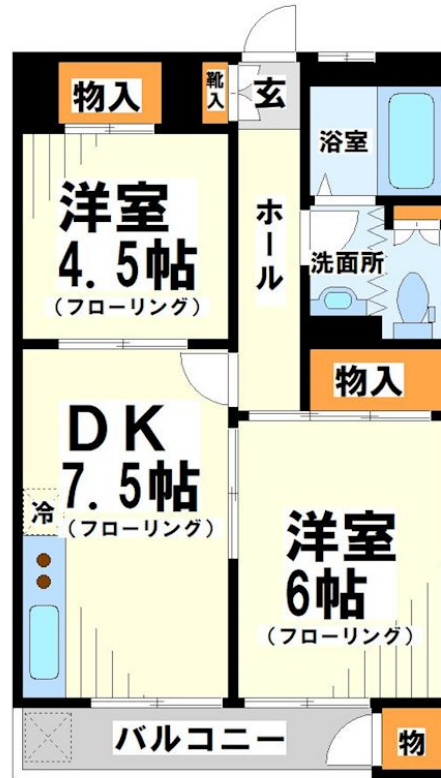 物入
靴入
玄
浴室
洋室
4.5帖
(フローリング)
ホール
洗面所
物入
DK
7.5帖
(フローリング)
冷
洋室
6帖
(フローリング)
バルコニー
物